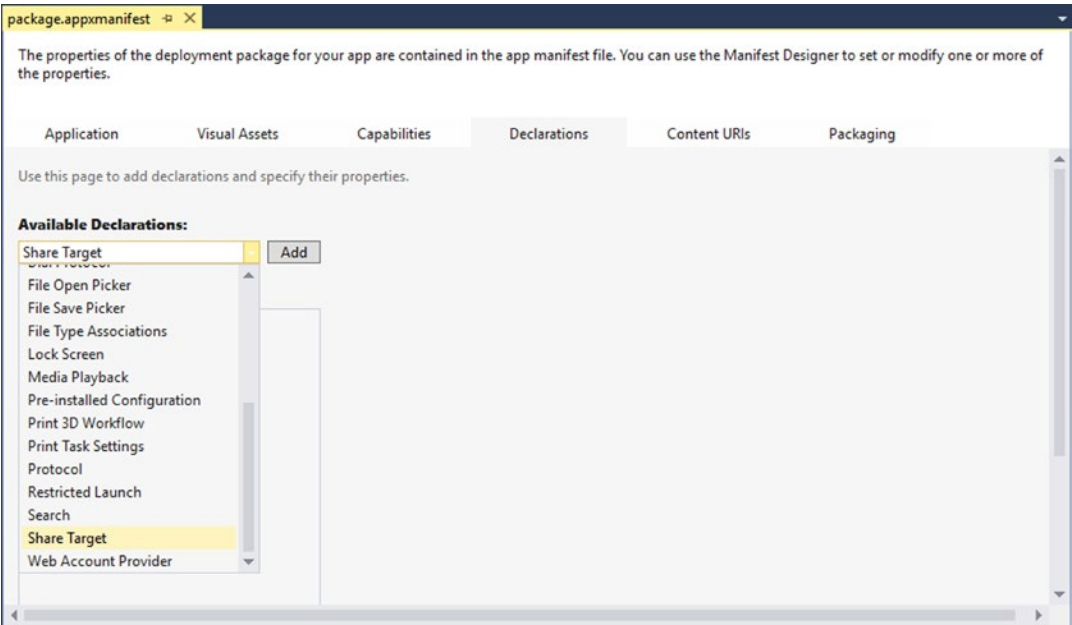 package.appxmanifest
The properties of the deployment package for your app are contained in the app manifest file. You can use the Manifest Designer to set or modify one or more of
the properties.
Application Visual Assets Capabilities Declarations Content URIs Packaging
Use this page to add declarations and specify their properties.
Available Declarations:
Share Target Add
File Open Picker
File Save Picker
File Type Associations
Lock Screen
Media Playback
Pre-installed Configuration
Print 3D Workflow
Print Task Settings
Protocol
Restricted Launch
Search
Share Target
Web Account Provider